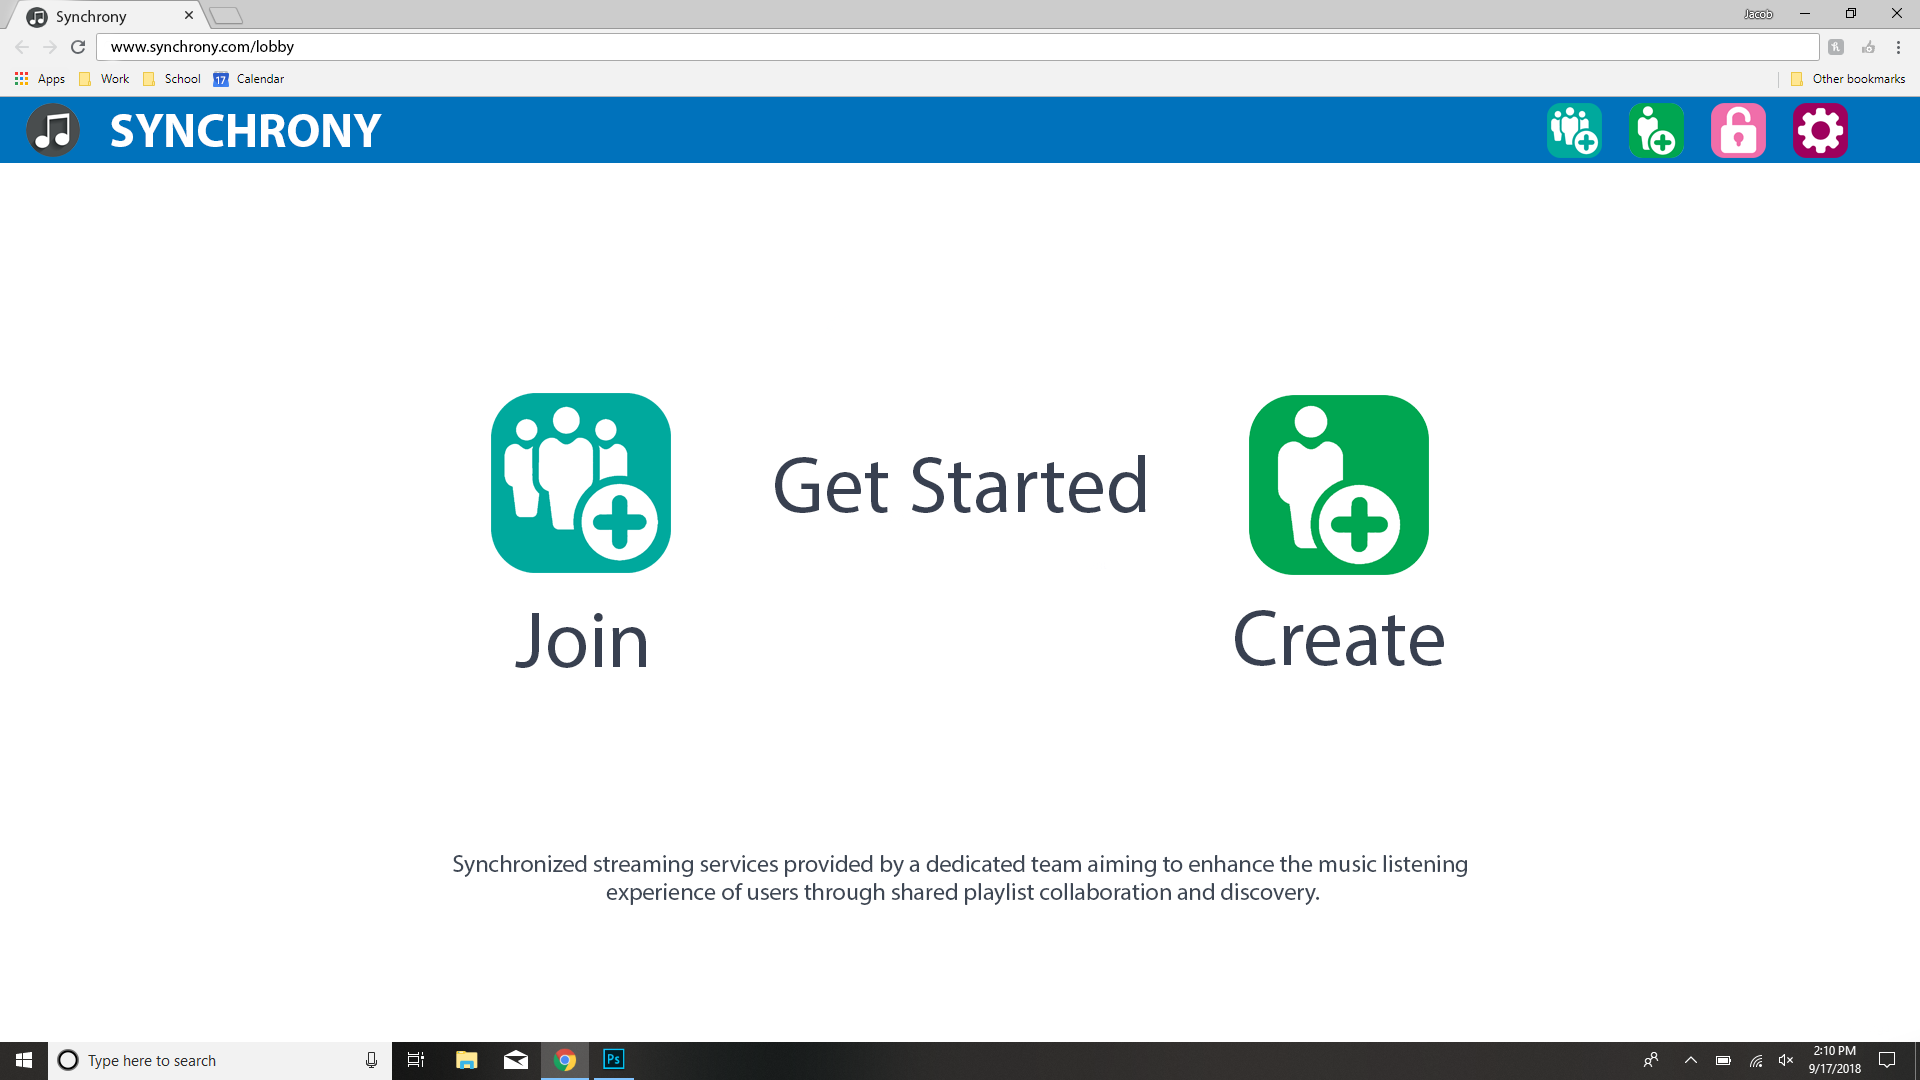 Synchrony
Jacob
www.synchrony.com/lobby
Apps
Work
School
17
Calendar
Other bookmarks
SYNCHRONY
Get Started
Join
Create
Synchronized streaming services provided by a dedicated team aiming to enhance the music listening
experience of users through shared playlist collaboration and discovery.
Type here to search
Ps
2:10 PM
9/17/2018